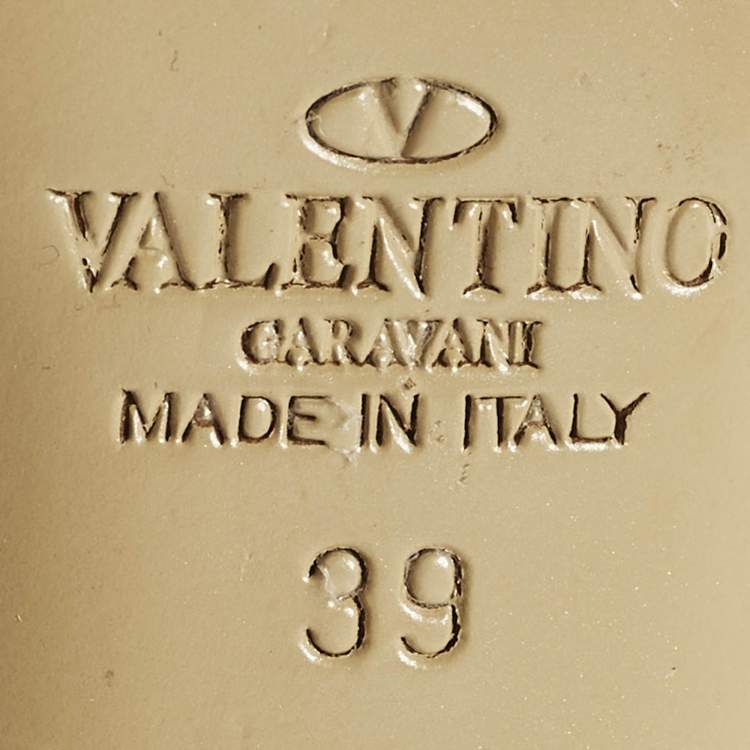 V
VALENTINO
GARAVANI
MADE IN ITALY
39